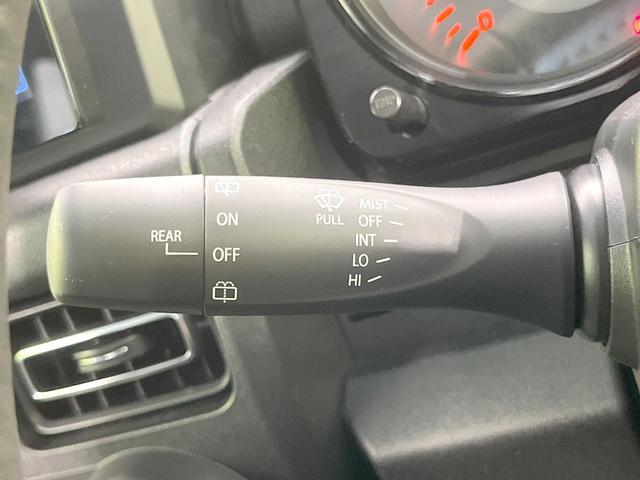 REAR
ON
OFF
PULL
MIST
OFF
INT
LO
HI